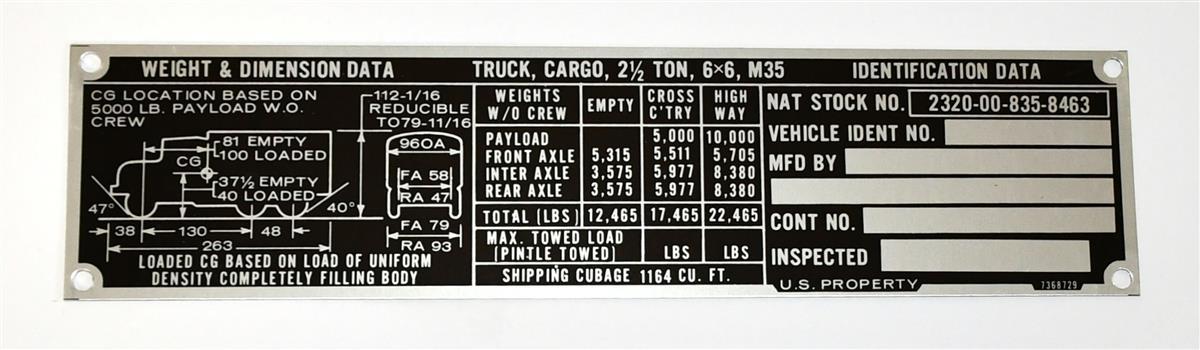 WEIGHT & DIMENSION DATA
CG LOCATION BASED ON
5000 LB. PAYLOAD W.O.
CREW
112-1/16
REDUCIBLE
TO79-11/16
81 EMPTY
100 LOADED
CG
37½ EMPTY
40 LOADED
47°
40°
38
130
48
263
960A
FA 58
RA 47
FA 79
RA 93
LOADED CG BASED ON LOAD OF UNIFORM
DENSITY COMPLETELY FILLING BODY
TRUCK, CARGO, 2½ TON, 6×6, M35
WEIGHTS W/O CREW EMPTY CROSS C'TRY HIGH WAY
PAYLOAD 5,000 10,000
FRONT AXLE 5,315 5,511 5,705
INTER AXLE 3,575 5,977 8,380
REAR AXLE 3,575 5,977 8,380
TOTAL (LBS) 12,465 17,465 22,465
MAX. TOWED LOAD
(PINTLE TOWED) LBS LBS
SHIPPING CUBAGE 1164 CU. FT.
IDENTIFICATION DATA
NAT STOCK NO. 2320-00-835-8463
VEHICLE IDENT NO.
MFD BY
CONT NO.
INSPECTED
U.S. PROPERTY
7368729